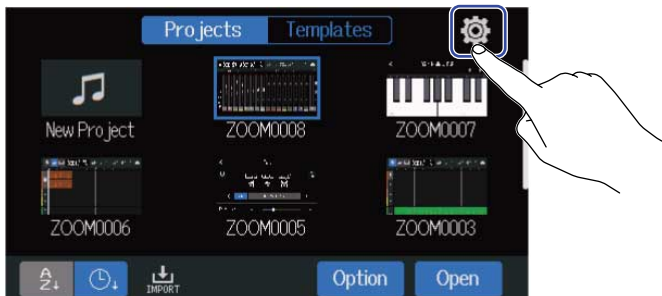 Projects Templates
New Project ZOOM0008 ZOOM0007
ZOOM0006 ZOOM0005 ZOOM0003
A
Z
IMPORT Option Open